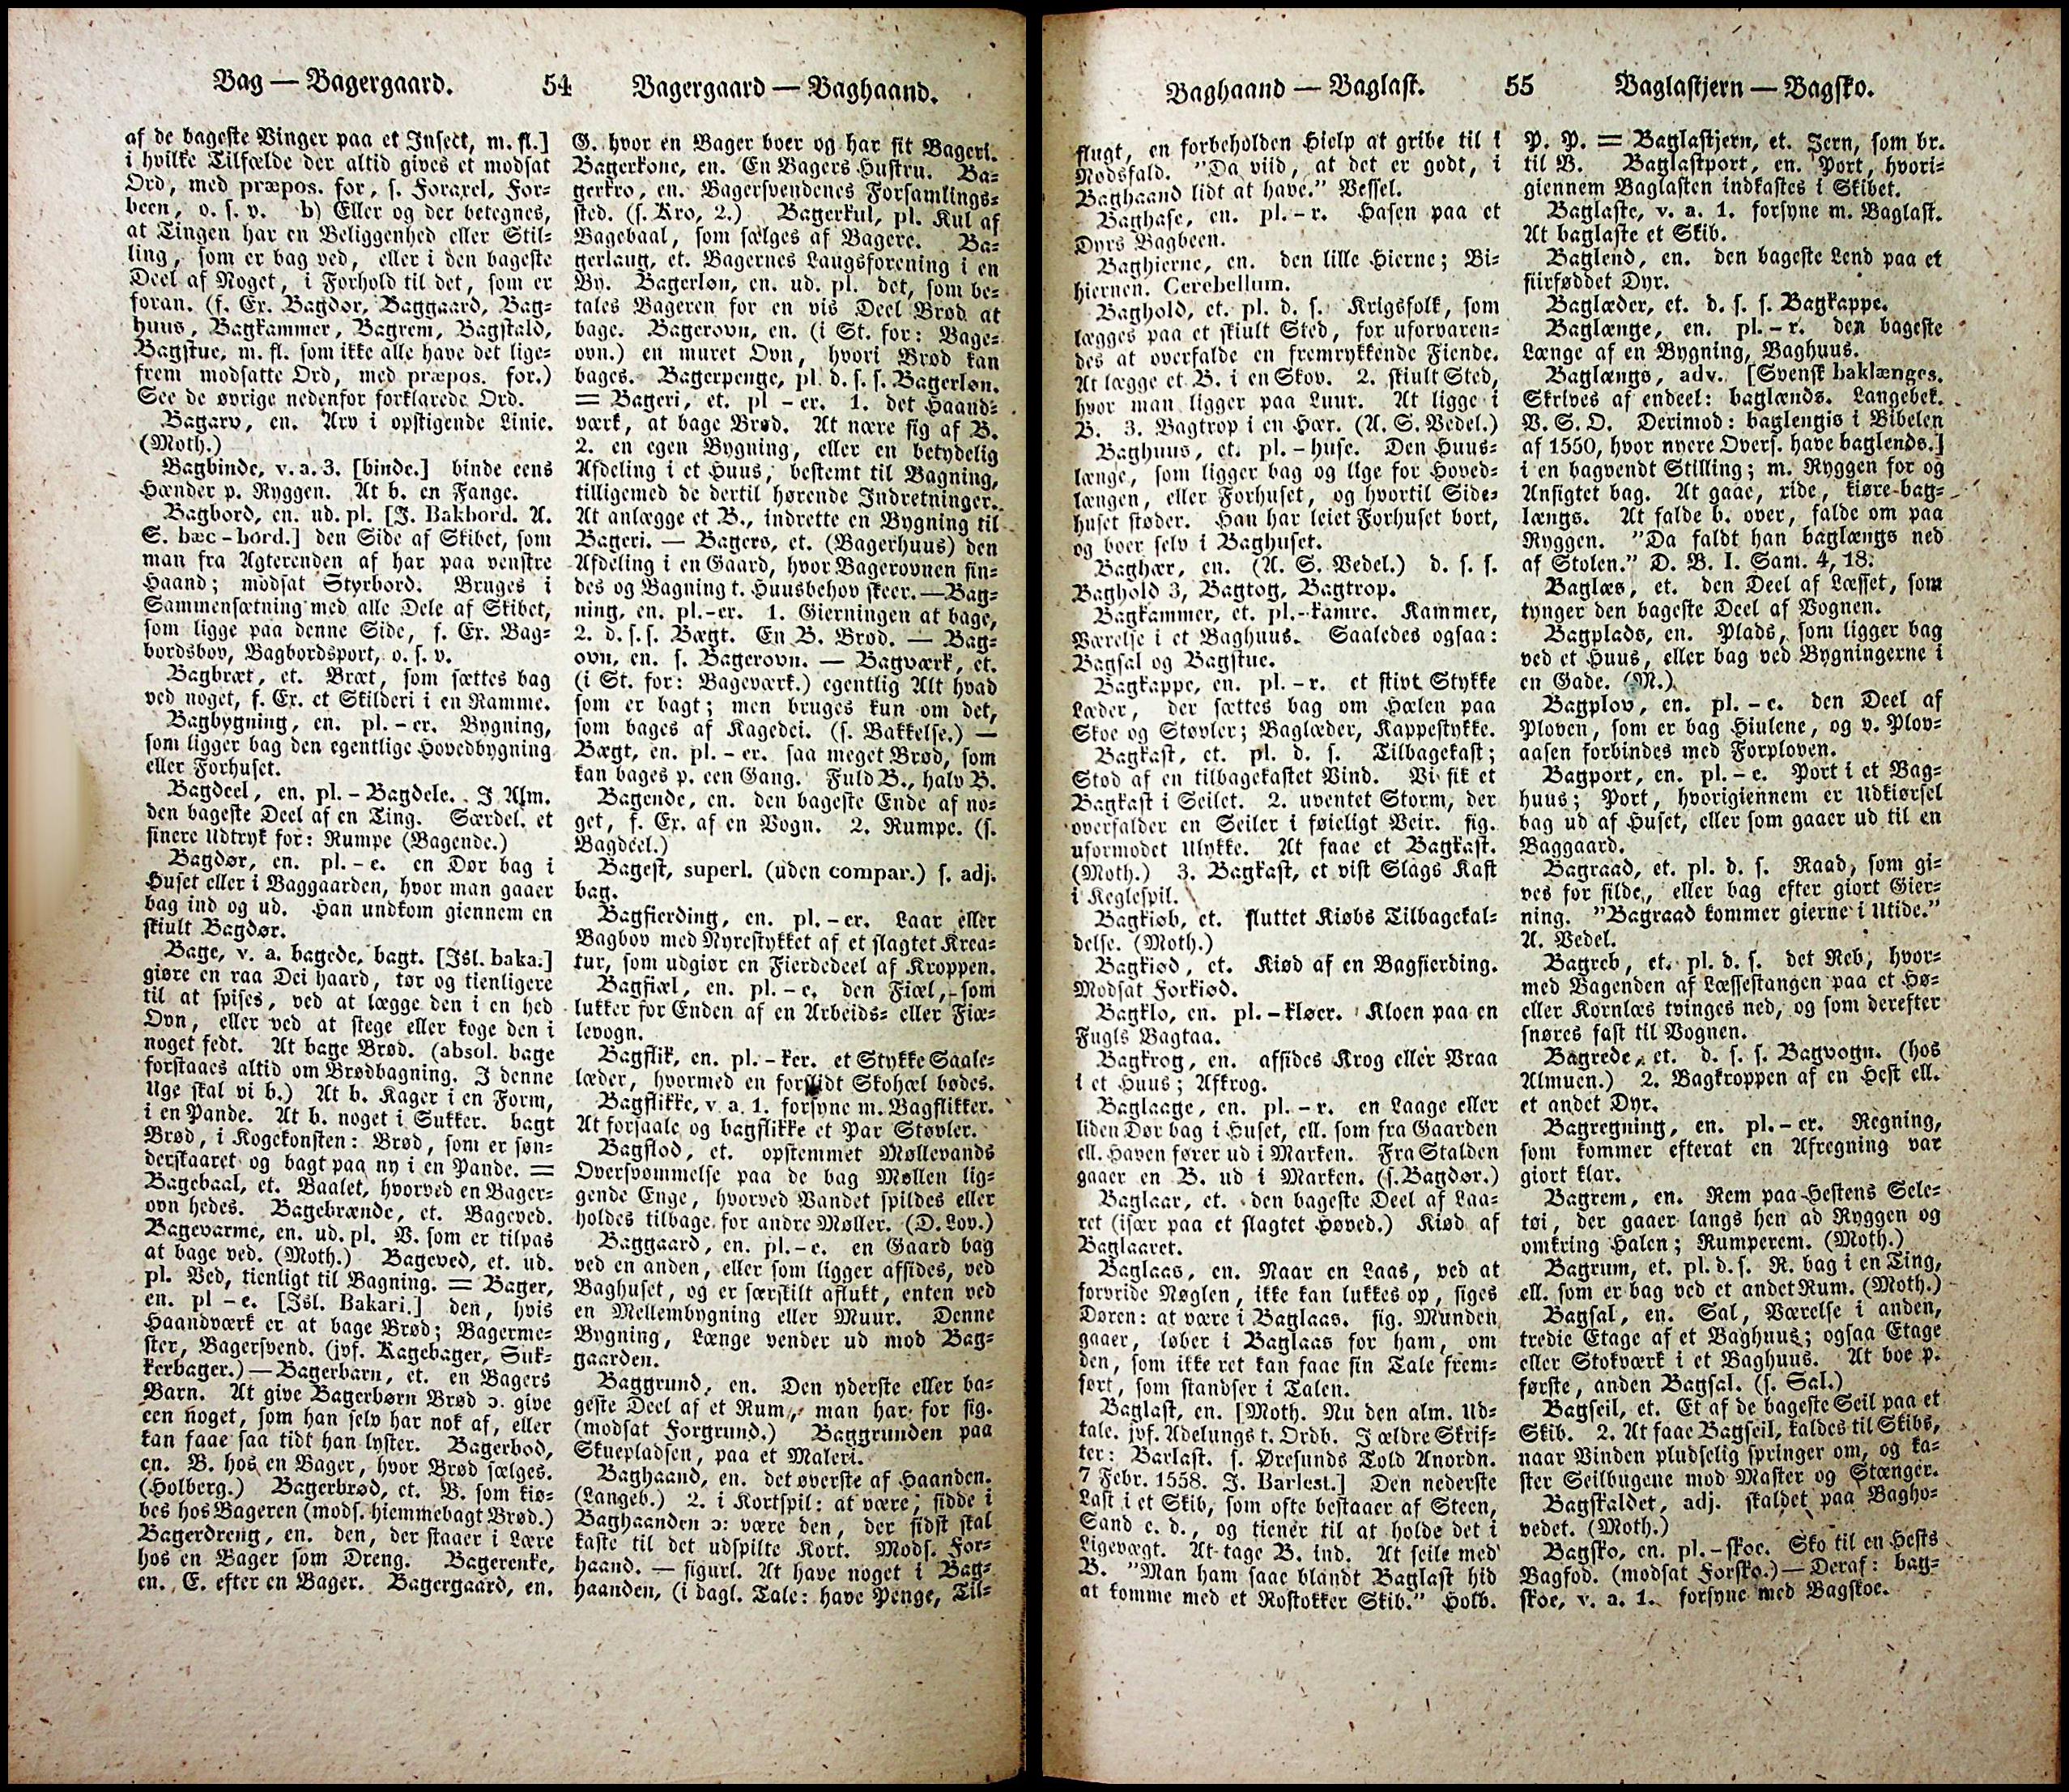 Bag — Bagergaard. 54 Bagergaard — Baghaand.
af de bageste Vinger paa et Insect, m. fl.]
i hvilke Tilfælde der altid gives et modsat
Ord, med præpos. for, s. Foraxel, For-
been, o. s. v. b) Eller og der betegnes,
at Tingen har en Beliggenhed eller Stil-
ling, som er bag ved, eller i den bageste
Deel af Noget, i Forhold til det, som er
foran. (f. Ex. Bagdør, Baggaard, Bag-
huus, Bagkammer, Bagrem, Bagstald,
Bagstue, m. fl. som ikke alle have det lige-
frem modsatte Ord, med præpos. for.)
See de øvrige nedenfor forklarede Ord.
Bagarv, en. Arv i opstigende Linie.
(Moth.)
Bagbinde, v. a. 3. [binde.] binde eens
Hænder p. Ryggen. At b. en Fange.
Bagbord, en. ud. pl. [J. Bakbord. A.
S. bæc-bord.] den Side af Skibet, som
man fra Agterenden af har paa venstre
Haand; modsat Styrbord. Bruges i
Sammensætning med alle Dele af Skibet,
som ligge paa denne Side, f. Ex. Bag-
bordsbov, Bagbordsport, o. s. v.
Bagbræt, et. Bræt, som sættes bag
ved noget, f. Ex. et Skilderi i en Ramme.
Bagbygning, en. pl. -er. Bygning,
som ligger bag den egentlige Hovedbygning
eller Forhuset.
Bagdeel, en. pl. - Bagdele. I Alm.
den bageste Deel af en Ting. Særdel. et
finere Udtryk for: Rumpe (Bagende.)
Bagdør, en. pl. -e. en Dør bag i
Huset eller i Baggaarden, hvor man gaaer
bag ind og ud. Han undkom giennem en
skiult Bagdør.
Bage, v. a. bagede, bagt. [Isl. baka.]
giøre en raa Dei haard, tør og tienligere
til at spises, ved at lægge den i en hed
Ovn, eller ved at stege eller koge den i
noget fedt. At bage Brød. (absol. bage
forstaaes altid om Brødbagning. I denne
Uge skal vi b.) At b. Kager i en Form,
i en Pande. At b. noget i Sukker. bagt
Brød, i Kogekonsten: Brød, som er søn-
derskaaret og bagt paa ny i en Pande. =
Bagebaal, et. Baalet, hvorved en Bager-
ovn hedes. Bagebrænde, et. Bageved.
Bagevarme, en. ud. pl. V. som er tilpas
at bage ved. (Moth.) Bageved, et. ud.
pl. Ved, tienligt til Bagning. = Bager,
en. pl -e. [Isl. Bakari.] den, hvis
Haandværk er at bage Brød; Bagerme-
ster, Bagersvend. (jvf. Kagebager, Suk-
kerbager.) — Bagerbarn, et. en Bagers
Barn. At give Bagerbørn Brød ɔ. give
een noget, som han selv har nok af, eller
kan faae saa tidt han lyster. Bagerbod,
en. B. hos en Bager, hvor Brød sælges.
(Holberg.) Bagerbrød, et. B. som kiø-
bes hos Bageren (mods. hiemmebagt Brød.)
Bagerdreng, en. den, der staaer i Lære
hos en Bager som Dreng. Bagerenke,
en. E. efter en Bager. Bagergaard, en.
G. hvor en Bager boer og har sit Bageri.
Bagerkone, en. En Bagers Hustru. Ba-
gerkro, en. Bagersvendenes Forsamlings-
sted. (s. Kro, 2.) Bagerkul, pl. Kul af
Bagebaal, som sælges af Bagere. Ba-
gerlaug, et. Bagernes Laugsforening i en
By. Bagerløn, en. ud. pl. det, som be-
tales Bageren for en vis Deel Brød at
bage. Bagerovn, en. (i St. for: Bage-
ovn.) en muret Ovn, hvori Brød kan
bages. Bagerpenge, pl. d. s. s. Bagerløn.
= Bageri, et. pl -er. 1. det Haand-
værk, at bage Brød. At nære sig af B.
2. en egen Bygning, eller en betydelig
Afdeling i et Huus, bestemt til Bagning,
tilligemed de dertil hørende Indretninger.
At anlægge et B., indrette en Bygning til
Bageri. — Bagers, et. (Bagerhuus) den
Afdeling i en Gaard, hvor Bagerovnen fin-
des og Bagning t. Huusbehov skeer. — Bag-
ning, en. pl.-er. 1. Gierningen at bage,
2. d. s. s. Bægt. En B. Brød. — Bag-
ovn, en. s. Bagerovn. — Bagværk, et.
(i St. for: Bageværk.) egentlig Alt hvad
som er bagt; men bruges kun om det,
som bages af Kagedei. (s. Bakkelse.) —
Bægt, en. pl. -er. saa meget Brød, som
kan bages p. een Gang. Fuld B., halv B.
Bagende, en. den bageste Ende af no-
get, f. Ex. af en Vogn. 2. Rumpe. (s.
Bagdeel.)
Bagest, superl. (uden compar.) s. adj.
bag.
Bagfierding, en. pl. -er. Laar eller
Bagbov med Nyrestykket af et slagtet Krea-
tur, som udgiør en Fierdedeel af Kroppen.
Bagfiæl, en. pl. -e. den Fiæl, som
lukker for Enden af en Arbeids- eller Fiæ-
levogn.
Bagflik, en. pl. -ker. et Stykke Saale-
læder, hvormed en forslidt Skohæl bødes.
Bagflikke, v. a. 1. forsyne m. Bagflikker.
At forsaale og bagflikke et Par Støvler.
Bagflod, et. opstemmet Møllevands
Oversvømmelse paa de bag Møllen lig-
gende Enge, hvorved Vandet spildes eller
holdes tilbage for andre Møller. (D. Lov.)
Baggaard, en. pl.-e. en Gaard bag
ved en anden, eller som ligger afsides, ved
Baghuset, og er særskilt aflukt, enten ved
en Mellembygning eller Muur. Denne
Bygning, Længe vender ud mod Bag-
gaarden.
Baggrund, en. Den yderste eller ba-
geste Deel af et Rum, man har for sig.
(modsat Forgrund.) Baggrunden paa
Skuepladsen, paa et Maleri.
Baghaand, en. det øverste af Haanden.
(Langeb.) 2. i Kortspil: at være, sidde i
Baghaanden ɔ: være den, der sidst skal
kaste til det udspilte Kort. Mods. For-
haand. — figurl. At have noget i Bag-
haanden, (i dagl. Tale: have Penge, Til-
Baghaand — Baglast. 55 Baglastjern — Bagsko.
flugt, en forbeholden Hielp at gribe til i
Nødsfald. "Da viid, at det er godt, i
Baghaand lidt at have." Vessel.
Baghase, en. pl. -r. Hasen paa et
Dyrs Bagbeen.
Baghierne, en. den lille Hierne; Bi-
hiernen. Cerebellum.
Baghold, et. pl. d. s. Krigsfolk, som
lægges paa et skiult Sted, for uforvaren-
des at overfalde en fremrykkende Fiende.
At lægge et B. i en Skov. 2. skiult Sted,
hvor man ligger paa Luur. At ligge i
B. 3. Bagtrop i en Hær. (A. S. Vedel.)
Baghuus, et. pl. -huse. Den Huus-
længe, som ligger bag og lige for Hoved-
længen, eller Forhuset, og hvortil Side-
huset støder. Han har leiet Forhuset bort,
og boer selv i Baghuset.
Baghær, en. (A. S. Vedel.) d. s. s.
Baghold 3, Bagtog, Bagtrop.
Bagkammer, et. pl.-kamre. Kammer,
Værelse i et Baghuus. Saaledes ogsaa:
Bagsal og Bagstue.
Bagkappe, en. pl. -r. et stivt Stykke
Læder, der sættes bag om Hælen paa
Skoe og Støvler; Baglæder, Kappestykke.
Bagkast, et. pl. d. s. Tilbagekast;
Stød af en tilbagekastet Vind. Vi fik et
Bagkast i Seilet. 2. uventet Storm, der
overfalder en Seiler i føieligt Veir. fig.
uformodet Ulykke. At faae et Bagkast.
(Moth.) 3. Bagkast, et vist Slags Kast
i Keglespil.
Bagkiøb, et. sluttet Kiøbs Tilbagekal-
delse. (Moth.)
Bagkiød, et. Kiød af en Bagfierding.
Modsat Forkiød.
Bagklo, en. pl. -kløer. Kloen paa en
Fugls Bagtaa.
Bagkrog, en. afsides Krog eller Vraa
i et Huus; Afkrog.
Baglaage, en. pl. -r. en Laage eller
liden Dør bag i Huset, ell. som fra Gaarden
ell. Haven fører ud i Marken. Fra Stalden
gaaer en B. ud i Marken. (s. Bagdør.)
Baglaar, et. den bageste Deel af Laa-
ret (især paa et slagtet Høved.) Kiød af
Baglaaret.
Baglaas, en. Naar en Laas, ved at
forvride Nøglen, ikke kan lukkes op, siges
Døren: at være i Baglaas. fig. Munden
gaaer, løber i Baglaas for ham, om
den, som ikke ret kan faae sin Tale frem-
ført, som standser i Talen.
Baglast, en. [Moth. Nu den alm. Ud-
tale. jvf. Adelungs t. Ordb. I ældre Skrif-
ter: Barlast. s. Øresunds Told Anordn.
7 Febr. 1558. J. Barlest.] Den nederste
Last i et Skib, som ofte bestaaer af Steen,
Sand e. d., og tiener til at holde det i
Ligevægt. At tage B. ind. At seile med
B. "Man ham saae blandt Baglast hid
at komme med et Rostokker Skib." Holb.
P. P. = Baglastjern, et. Jern, som br.
til B. Baglastport, en. Port, hvori-
giennem Baglasten indkastes i Skibet.
Baglaste, v. a. 1. forsyne m. Baglast.
At baglaste et Skib.
Baglend, en. den bageste Lend paa et
fiirføddet Dyr.
Baglæder, et. d. s. s. Bagkappe.
Baglænge, en. pl. -r. den bageste
Længe af en Bygning, Baghuus.
Baglængs, adv. [Svensk baklænges.
Skrives af endeel: baglænds. Langebek.
V. S. O. Derimod: baglengis i Bibelen
af 1550, hvor nyere Overs. have baglends.]
i en bagvendt Stilling; m. Ryggen for og
Ansigtet bag. At gaae, ride, kiøre bag-
længs. At falde b. over, falde om paa
Ryggen. "Da faldt han baglængs ned
af Stolen." D. B. I. Sam. 4, 18.
Baglæs, et. den Deel af Læsset, som
tynger den bageste Deel af Vognen.
Bagplads, en. Plads, som ligger bag
ved et Huus, eller bag ved Bygningerne i
en Gade. (M.)
Bagplov, en. pl. -e. den Deel af
Ploven, som er bag Hiulene, og v. Plov-
aasen forbindes med Forploven.
Bagport, en. pl. -e. Port i et Bag-
huus; Port, hvorigiennem er Udkiørsel
bag ud af Huset, eller som gaaer ud til en
Baggaard.
Bagraad, et. pl. d. s. Raad, som gi-
ves for silde, eller bag efter giort Gier-
ning. "Bagraad kommer gierne i Utide."
A. Vedel.
Bagreb, et. pl. d. s. det Reb, hvor-
med Bagenden af Læssestangen paa et Hø-
eller Kornlæs tvinges ned, og som derefter
snøres fast til Vognen.
Bagrede, et. d. s. s. Bagvogn. (hos
Almuen.) 2. Bagkroppen af en Hest ell.
et andet Dyr.
Bagregning, en. pl. -er. Regning,
som kommer efterat en Afregning var
giort klar.
Bagrem, en. Rem paa Hestens Sele-
tøi, der gaaer langs hen ad Ryggen og
omkring Halen; Rumperem. (Moth.)
Bagrum, et. pl. d. s. R. bag i en Ting,
ell. som er bag ved et andet Rum. (Moth.)
Bagsal, en. Sal, Værelse i anden,
tredie Etage af et Baghuus; ogsaa Etage
eller Stokværk i et Baghuus. At boe p.
første, anden Bagsal. (s. Sal.)
Bagseil, et. Et af de bageste Seil paa et
Skib. 2. At faae Bagseil, kaldes til Skibs,
naar Vinden pludselig springer om, og ka-
ster Seilbugene mod Master og Stænger.
Bagskaldet, adj. skaldet paa Bagho-
vedet. (Moth.)
Bagsko, en. pl. -skoe. Sko til en Hests
Bagfod. (modsat Forsko.) — Deraf: bag-
skoe, v. a. 1. forsyne med Bagskoe.